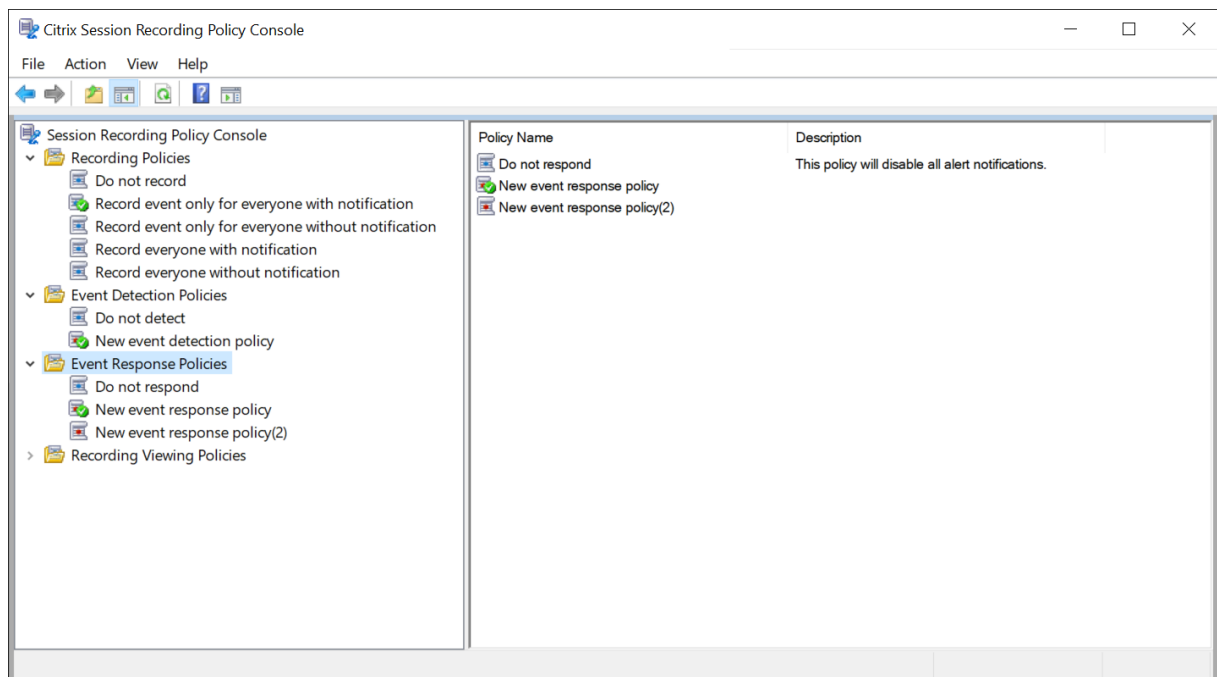 Citrix Session Recording Policy Console
File Action View Help
Session Recording Policy Console
Recording Policies
Do not record
Record event only for everyone with notification
Record event only for everyone without notification
Record everyone with notification
Record everyone without notification
Event Detection Policies
Do not detect
New event detection policy
Event Response Policies
Do not respond
New event response policy
New event response policy(2)
Recording Viewing Policies
Policy Name Description
Do not respond This policy will disable all alert notifications.
New event response policy
New event response policy(2)